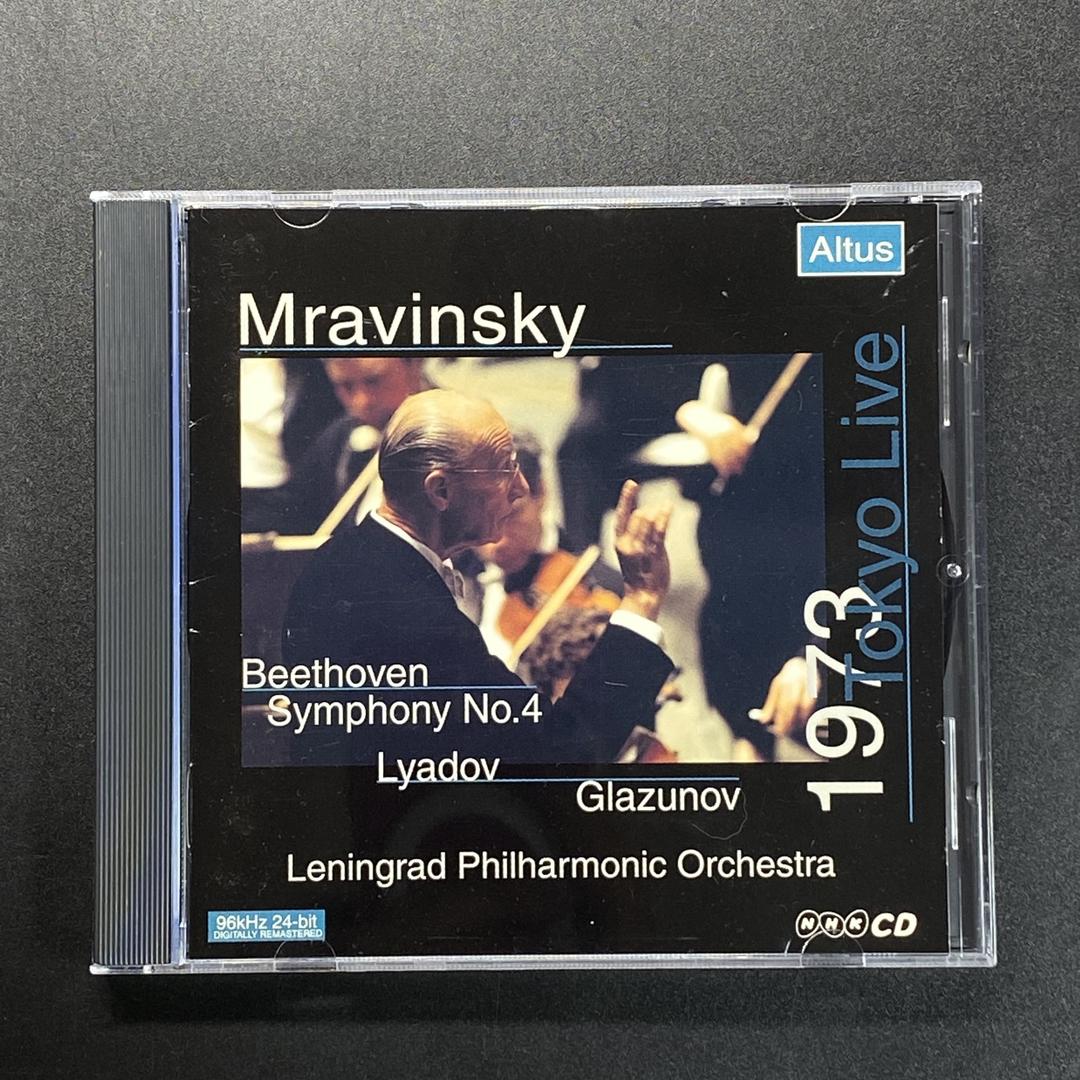 Altus
Mravinsky
1973
Tokyo Live
Beethoven
Symphony No.4
Lyadov
Glazunov
Leningrad Philharmonic Orchestra
96kHz 24-bit
DIGITALLY REMASTERED
NHK CD